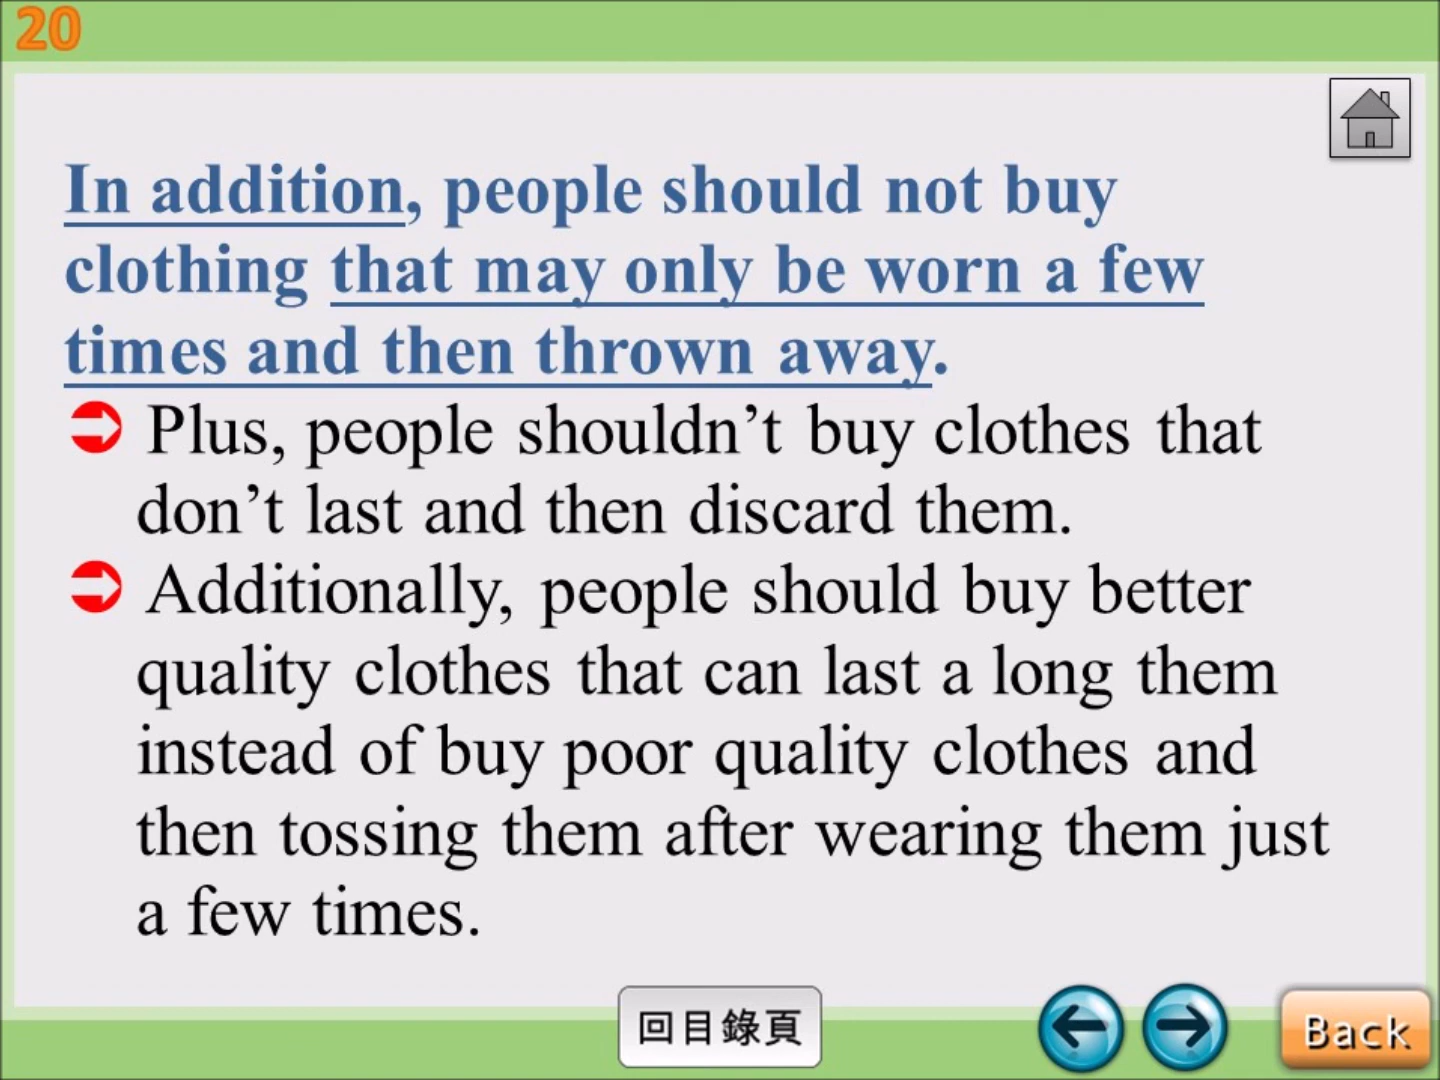 20
In addition, people should not buy
clothing that may only be worn a few
times and then thrown away.
Plus, people shouldn’t buy clothes that
don’t last and then discard them.
Additionally, people should buy better
quality clothes that can last a long them
instead of buy poor quality clothes and
then tossing them after wearing them just
a few times.
回目錄頁
Back